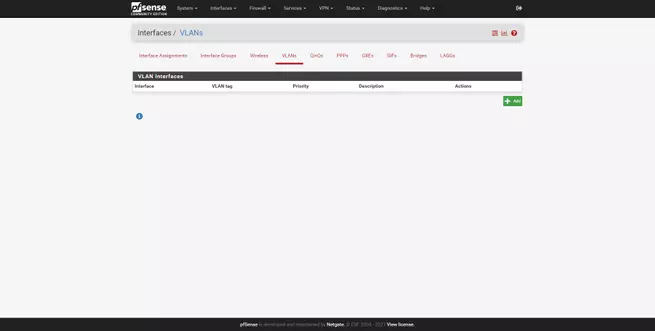 pfSense
COMMUNITY EDITION
System Interfaces Firewall Services VPN Status Diagnostics Help
Interfaces / VLANs
Interface Assignments Interface Groups Wireless VLANs QinQs PPPs GREs GIFs Bridges LAGGs
VLAN Interfaces
Interface VLAN tag Priority Description Actions
Add
pfSense is developed and maintained by Netgate. © ESF 2004 - 2021 View license.